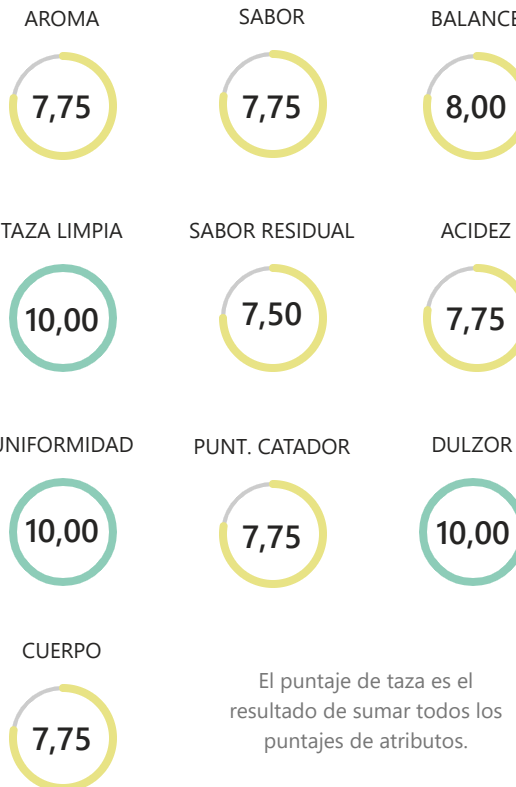 AROMA
7,75
SABOR
7,75
BALANCE
8,00
TAZA LIMPIA
10,00
SABOR RESIDUAL
7,50
ACIDEZ
7,75
UNIFORMIDAD
10,00
PUNT. CATADOR
7,75
DULZOR
10,00
CUERPO
7,75
El puntaje de taza es el
resultado de sumar todos los
puntajes de atributos.